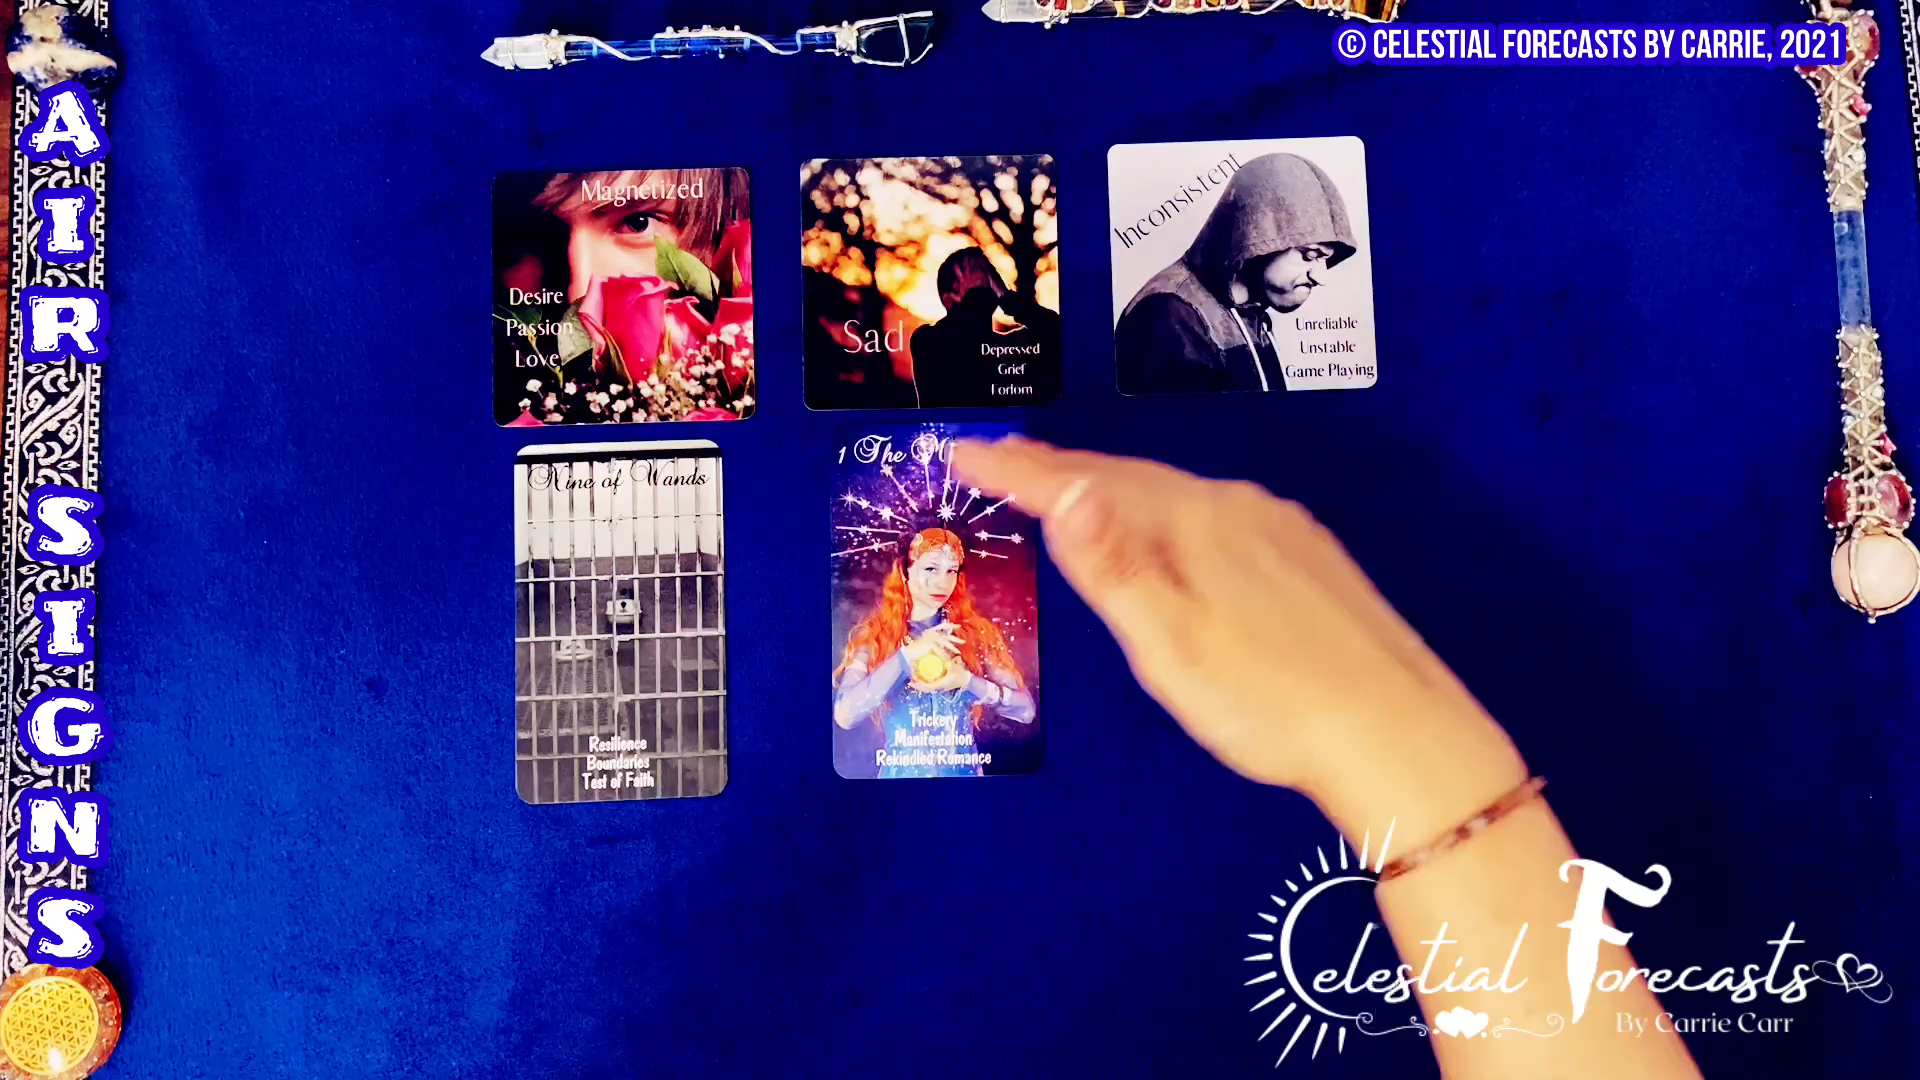 © CELESTIAL FORECASTS BY CARRIE, 2021
AIR SIGNS
Magnetized
Desire
Passion
Love
Sad
Depressed
Grief
Forlorn
Inconsistent
Unreliable
Unstable
Game Playing
Nine of Wands
Resilience
Boundaries
Test of Faith
1 The
Trickery
Manifestation
Rekindled Romance
Celestial Forecasts
By Carrie Carr